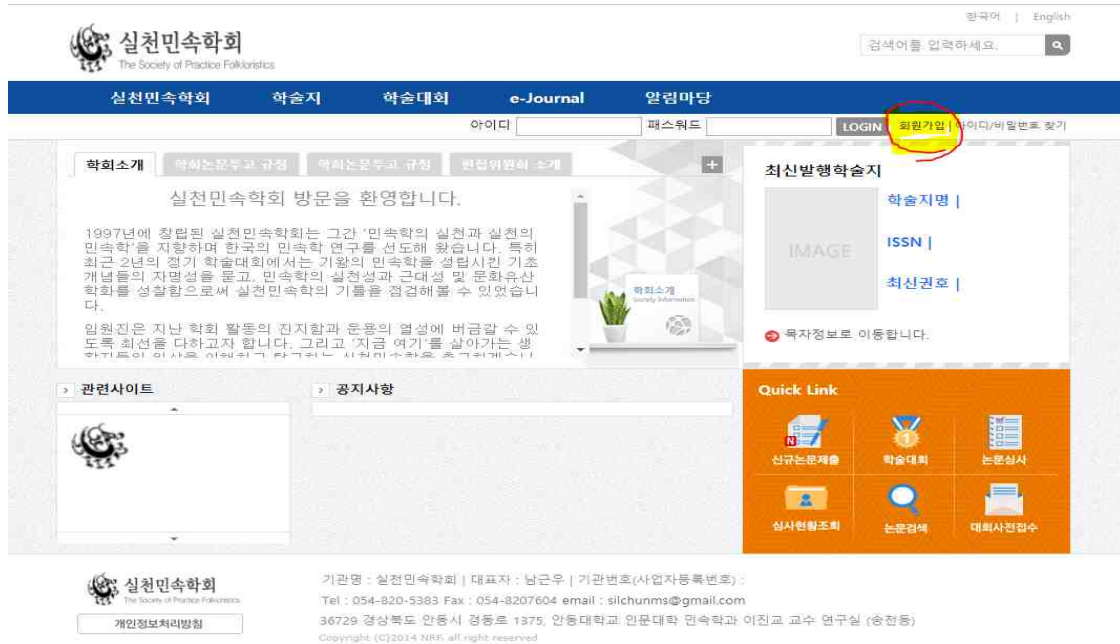 한국어 | English
실천민속학회
The Society of Practice Folkloristics
검색어를 입력하세요.
실천민속학회 학술지 학술대회 e-Journal 알림마당
아이디 패스워드 LOGIN 회원가입 | 아이디/비밀번호 찾기
학회소개 학회논문투고 규정 학회논문투고 규정 편집위원회 소개 +
실천민속학회 방문을 환영합니다.
1997년에 창립된 실천민속학회는 그간 '민속학의 실천과 실천의
민속학'을 지향하며 한국의 민속학 연구를 선도해 왔습니다. 특히
최근 2년의 정기 학술대회에서는 기왕의 민속학을 성립시킨 기초
개념들의 자명성을 묻고, 민속학의 실천성과 근대성 및 문화유산
학화를 성찰함으로써 실천민속학의 기틀을 점검해볼 수 있었습니
다.
임원진은 지난 학회 활동의 진지함과 운용의 열성에 버금갈 수 있
도록 최선을 다하고자 합니다. 그리고 '지금 여기'를 살아가는 생
학회소개
Society Information
최신발행학술지
IMAGE
학술지명 |
ISSN |
최신권호 |
목차정보로 이동합니다.
관련사이트
공지사항
Quick Link
N
1
신규논문제출 학술대회 논문심사
심사현황조회 논문검색 대회사전접수
실천민속학회
The Society of Practice Folkloristics
개인정보처리방침
기관명 : 실천민속학회 | 대표자 : 남근우 | 기관번호(사업자등록번호) :
Tel : 054-820-5383 Fax : 054-8207604 email : silchunms@gmail.com
36729 경상북도 안동시 경동로 1375, 안동대학교 인문대학 민속학과 이진교 교수 연구실 (송천동)
Copyright (C)2014 NRF. all right reserved